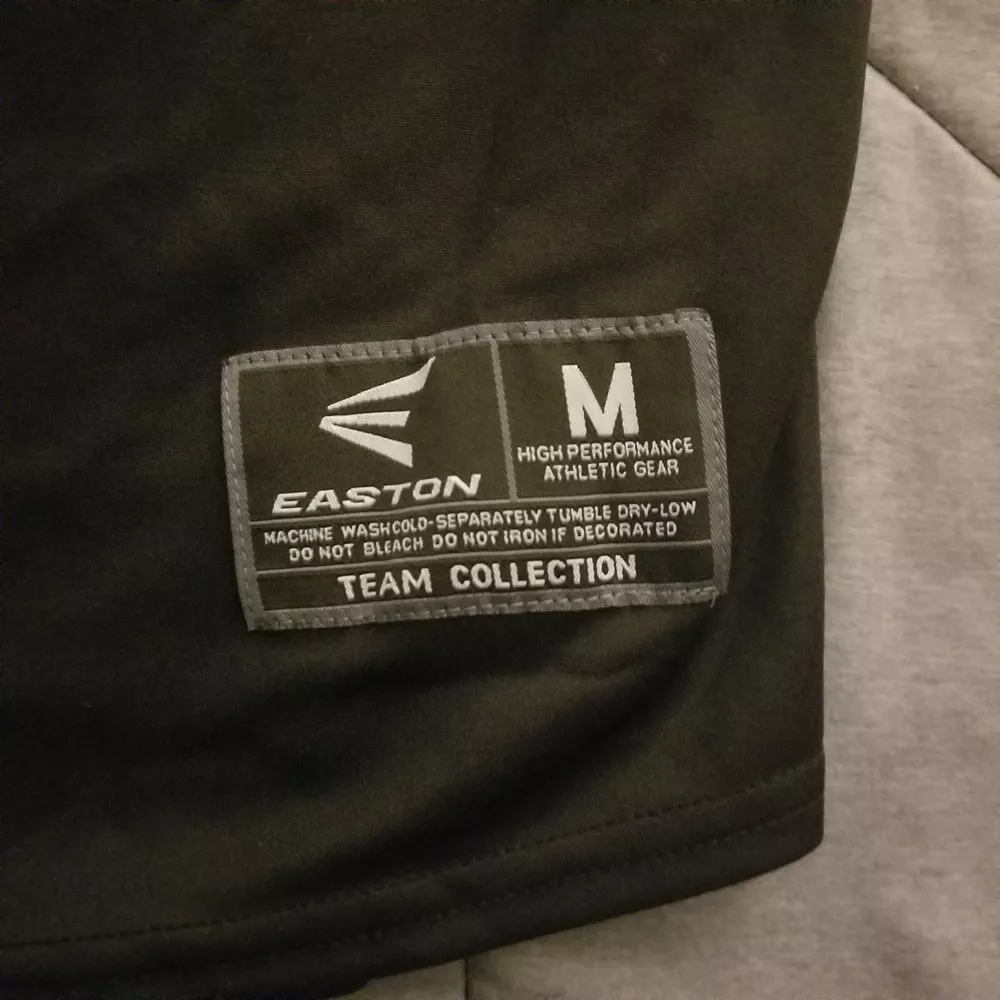 EASTON
M
HIGH PERFORMANCE
ATHLETIC GEAR
MACHINE WASH COLD-SEPARATELY TUMBLE DRY-LOW
DO NOT BLEACH DO NOT IRON IF DECORATED
TEAM COLLECTION